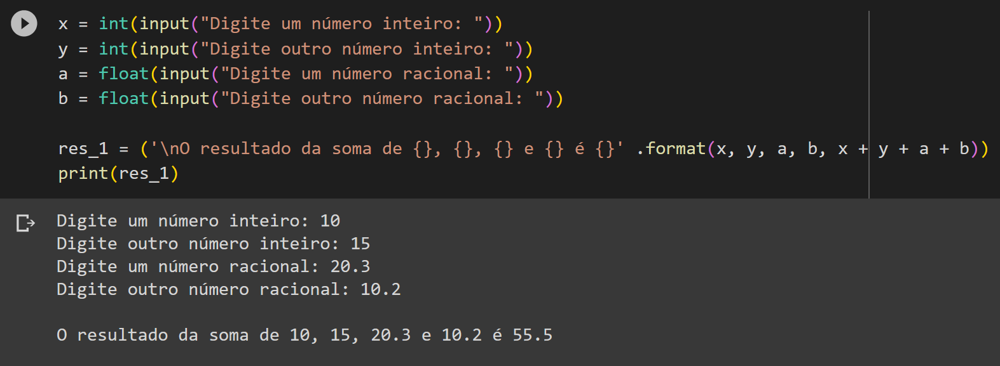 x = int(input("Digite um número inteiro: "))
y = int(input("Digite outro número inteiro: "))
a = float(input("Digite um número racional: "))
b = float(input("Digite outro número racional: "))
res_1 = ('\nO resultado da soma de {}, {}, {} e {} é {}' .format(x, y, a, b, x + y + a + b))
print(res_1)
Digite um número inteiro: 10
Digite outro número inteiro: 15
Digite um número racional: 20.3
Digite outro número racional: 10.2
O resultado da soma de 10, 15, 20.3 e 10.2 é 55.5